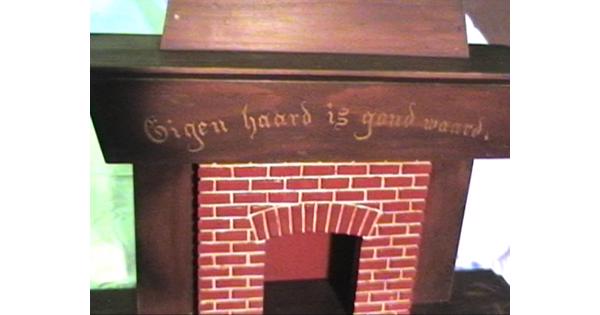 Eigen haard is goud waard.